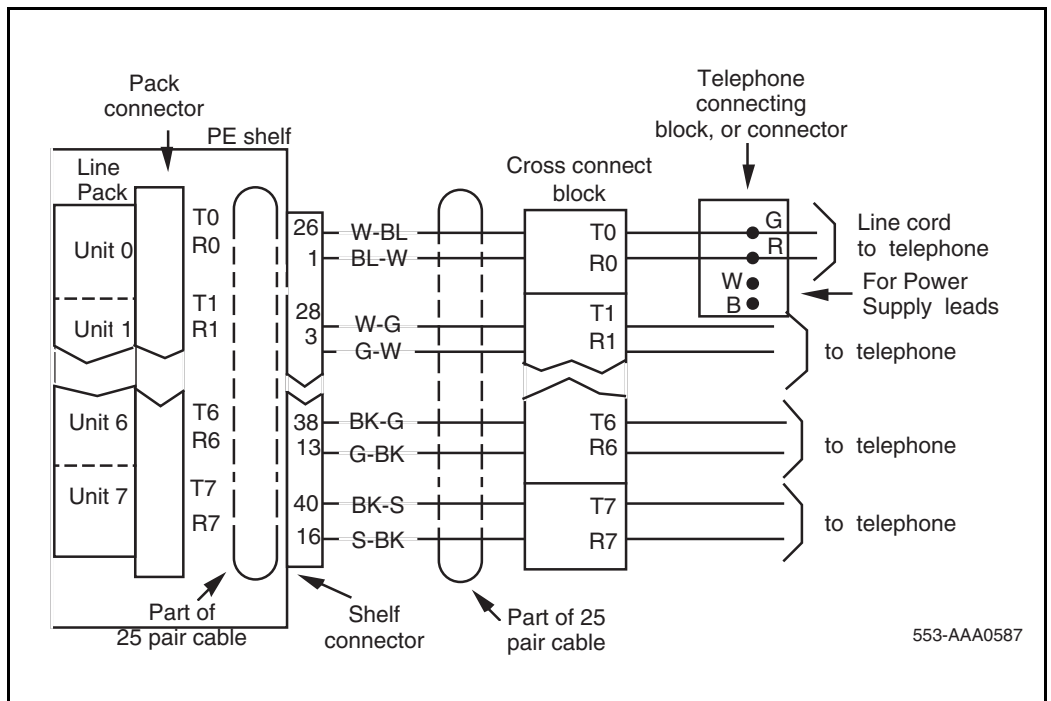 Pack
connector
PE shelf
Line
Pack
Unit 0
Unit 1
Unit 6
Unit 7
T0
R0
T1
R1
T6
R6
T7
R7
26
1
28
3
38
13
40
16
W-BL
BL-W
W-G
G-W
BK-G
G-BK
BK-S
S-BK
Part of
25 pair cable
Shelf
connector
Part of 25
pair cable
Cross connect
block
T0
R0
T1
R1
T6
R6
T7
R7
Telephone
connecting
block, or connector
G
R
W
B
Line cord
to telephone
For Power
Supply leads
to telephone
to telephone
to telephone
553-AAA0587